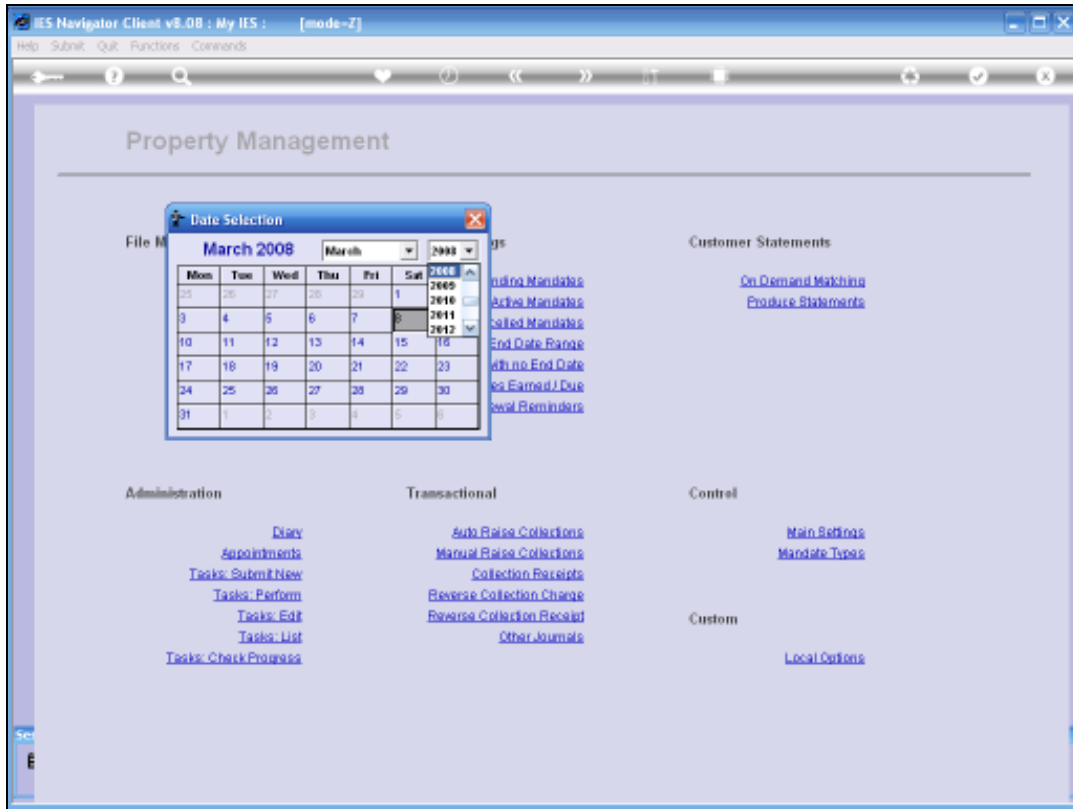 IES Navigator Client v8.08 : My IES : [mode=Z]
Help Submit Quit Functions Commands
Property Management
Date Selection
File M
gs
Customer Statements
March 2008 March 2008
Mon Tue Wed Thu Fri Sat
2008
2009
2010
2011
2012
25 26 27 28 29 1
3 4 5 6 7 8
10 11 12 13 14 15 16
17 18 19 20 21 22 23
24 25 26 27 28 29 30
31 1 2 3 4 5 6
nding Mandates
Active Mandates
celled Mandates
End Date Range
with no End Date
es Earned / Due
ewal Reminders
On Demand Matching
Produce Statements
Administration
Diary
Appointments
Tasks: Submit New
Tasks: Perform
Tasks: Edit
Tasks: List
Tasks: Check Progress
Transactional
Auto Raise Collections
Manual Raise Collections
Collection Receipts
Reverse Collection Charge
Reverse Collection Receipt
Other Journals
Control
Main Settings
Mandate Types
Custom
Local Options
Se